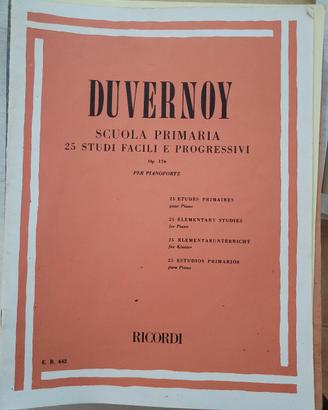 DUVERNOY
SCUOLA PRIMARIA
25 STUDI FACILI E PROGRESSIVI
Op. 176
PER PIANOFORTE
25 ETUDES PRIMAIRES
pour Piano
25 ELEMENTARY STUDIES
for Piano
25 ELEMENTARUNTERRICHT
für Klavier
25 ESTUDIOS PRIMARIOS
para Piano
RICORDI
E. R. 442